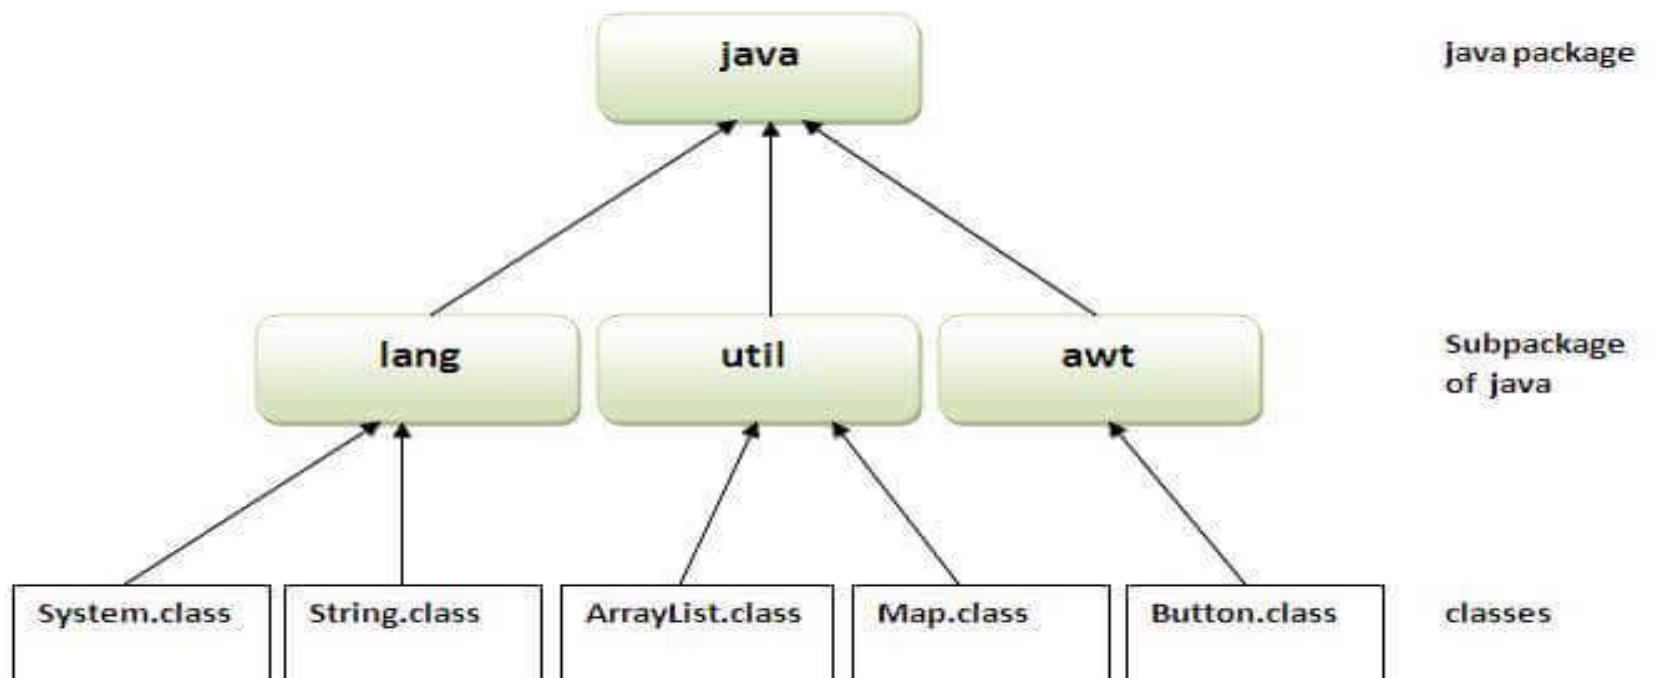 java
java package
lang
util
awt
Subpackage
of java
System.class
String.class
ArrayList.class
Map.class
Button.class
classes